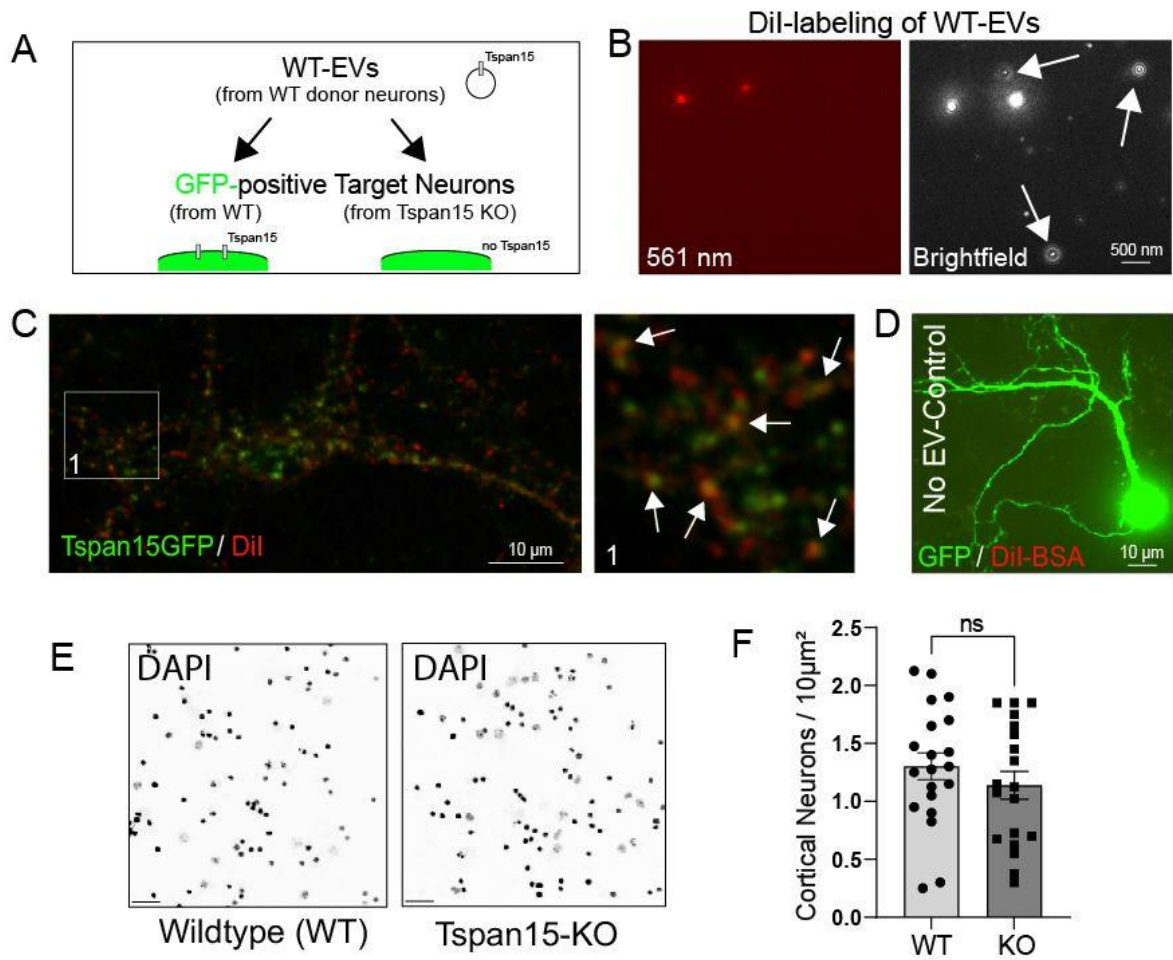 A
WT-EVs
(from WT donor neurons)
Tspan15
GFP-positive Target Neurons
(from WT)
(from Tspan15 KO)
Tspan15
no Tspan15
DiI-labeling of WT-EVs
B
561 nm
Brightfield
500 nm
C
1
Tspan15GFP/ DiI
10 µm
1
D
No EV-Control
GFP / DiI-BSA
10 µm
E
DAPI
Wildtype (WT)
DAPI
Tspan15-KO
F
Cortical Neurons / 10µm²
2.5
2.0
1.5
1.0
0.5
0.0
ns
WT
KO